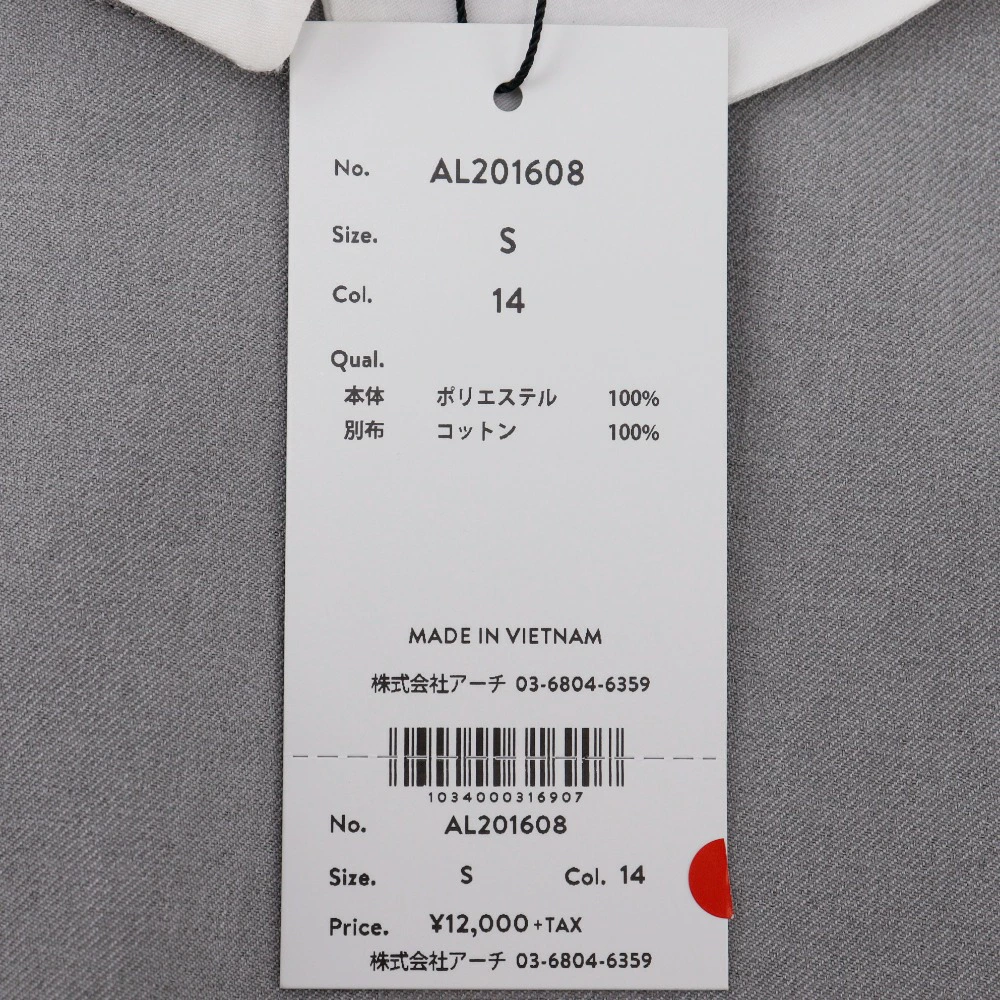 No. AL201608
Size. S
Col. 14
Qual.
本体 ポリエステル 100%
別布 コットン 100%
MADE IN VIETNAM
株式会社アーチ 03-6804-6359
1034000316907
No. AL201608
Size. S Col. 14
Price. ¥12,000+TAX
株式会社アーチ 03-6804-6359